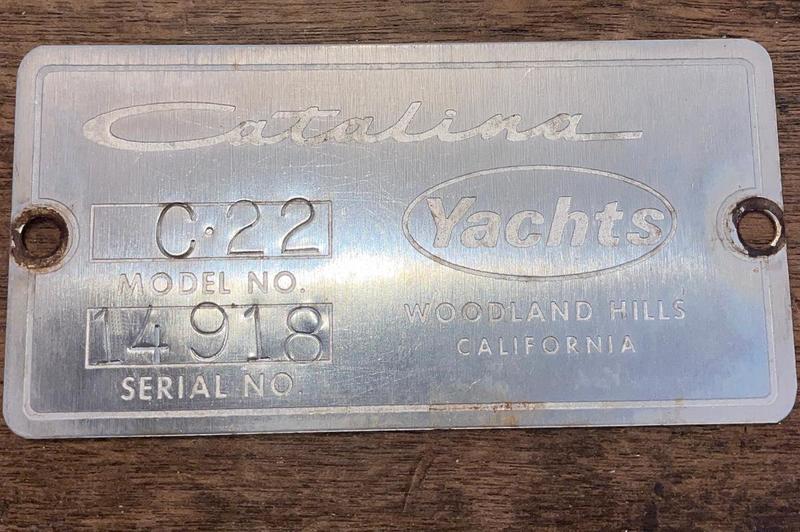 Catalina
Yachts
C·22
MODEL NO.
14918
SERIAL NO.
WOODLAND HILLS
CALIFORNIA